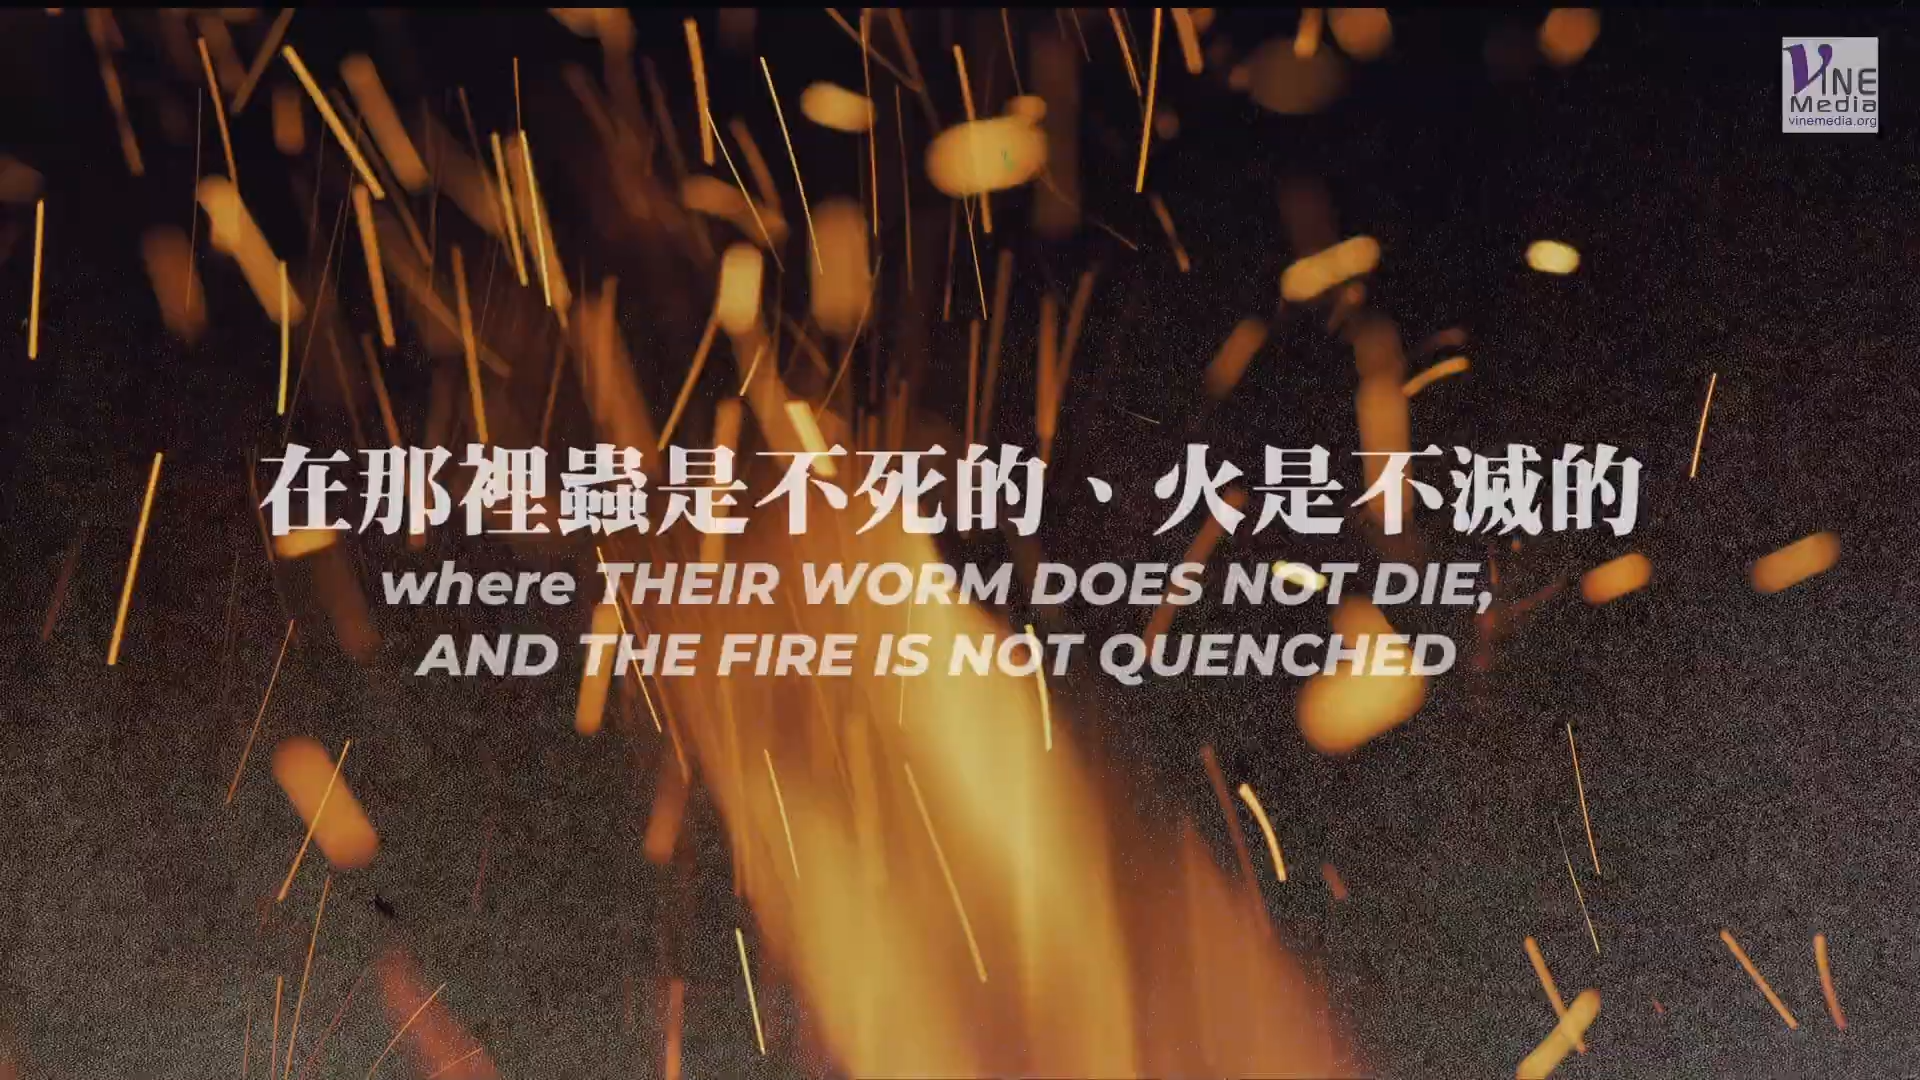 VINE
Media
vinemedia.org
在那裡蟲是不死的、火是不滅的
where THEIR WORM DOES NOT DIE,
AND THE FIRE IS NOT QUENCHED